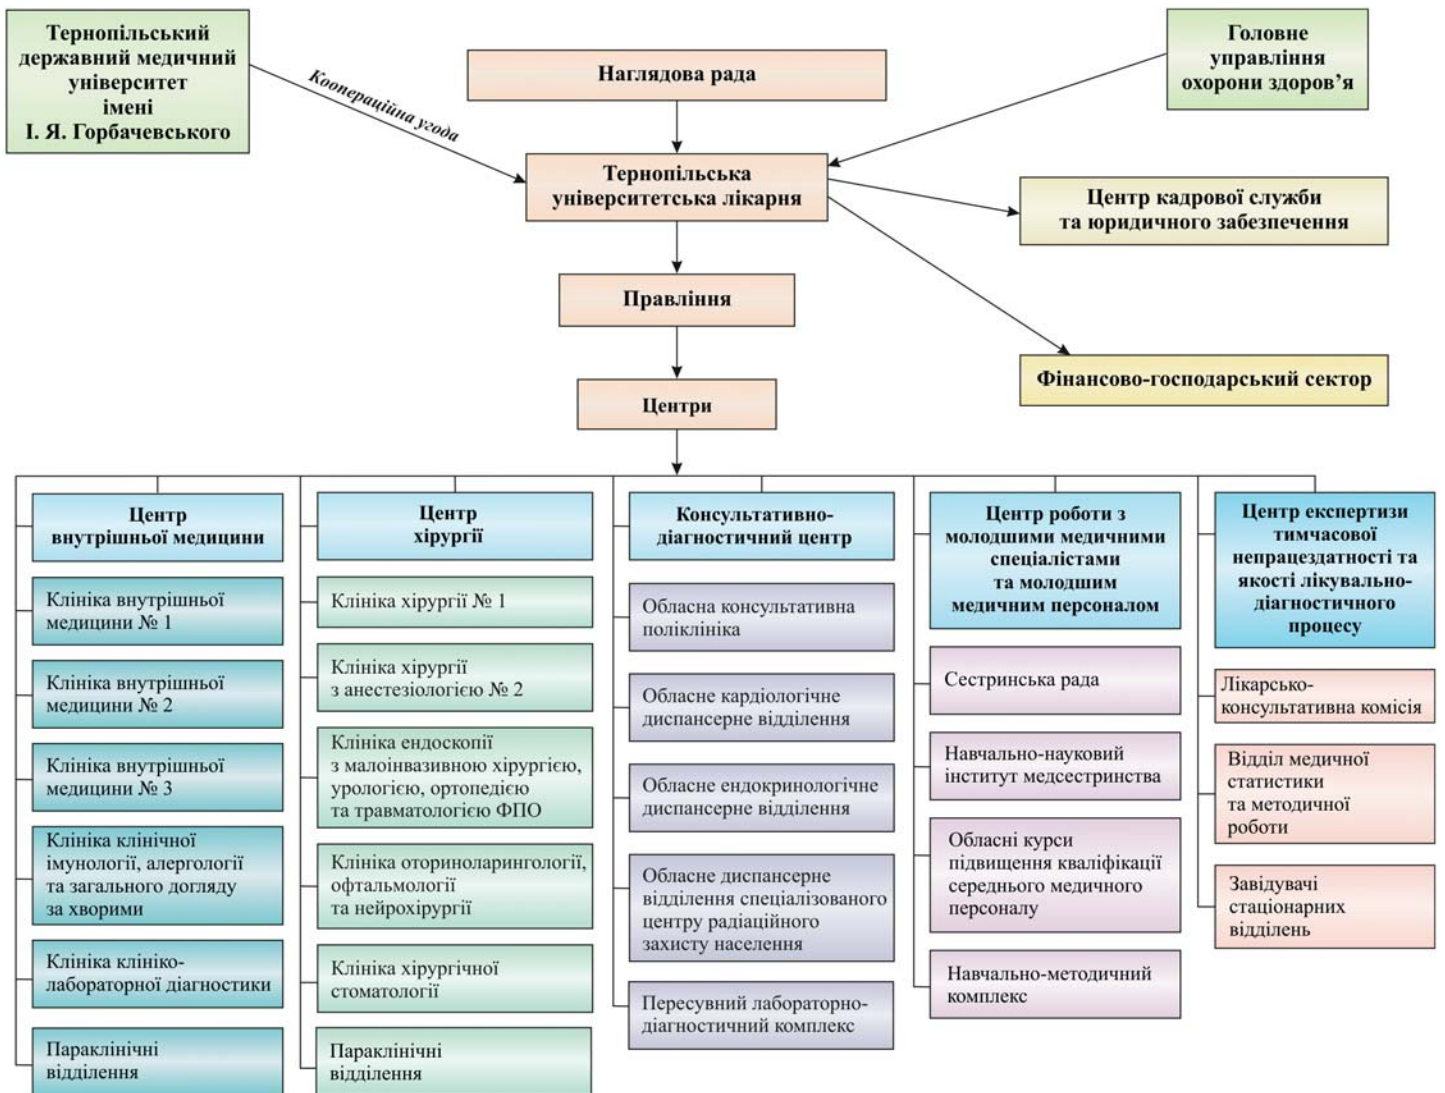 Тернопільський
державний медичний
університет
імені
І. Я. Горбачевського
Коопераційна угода
Наглядова рада
Головне
управління
охорони здоров’я
Тернопільська
університетська лікарня
Центр кадрової служби
та юридичного забезпечення
Правління
Фінансово-господарський сектор
Центри
Центр
внутрішньої медицини
Клініка внутрішньої
медицини № 1
Клініка внутрішньої
медицини № 2
Клініка внутрішньої
медицини № 3
Клініка клінічної
імунології, алергології
та загального догляду
за хворими
Клініка клініко-
лабораторної діагностики
Параклінічні
відділення
Центр
хірургії
Клініка хірургії № 1
Клініка хірургії
з анестезіологією № 2
Клініка ендоскопії
з малоінвазивною хірургією,
урологією, ортопедією
та травматологією ФПО
Клініка оториноларингології,
офтальмології
та нейрохірургії
Клініка хірургічної
стоматології
Параклінічні
відділення
Консультативно-
діагностичний центр
Обласна консультативна
поліклініка
Обласне кардіологічне
диспансерне відділення
Обласне ендокринологічне
диспансерне відділення
Обласне диспансерне
відділення спеціалізованого
центру радіаційного
захисту населення
Пересувний лабораторно-
діагностичний комплекс
Центр роботи з
молодшими медичними
спеціалістами
та молодшим
медичним персоналом
Сестринська рада
Навчально-науковий
інститут медсестринства
Обласні курси
підвищення кваліфікації
середнього медичного
персоналу
Навчально-методичний
комплекс
Центр експертизи
тимчасової
непрацездатності та
якості лікувально-
діагностичного
процесу
Лікарсько-
консультативна комісія
Відділ медичної
статистики
та методичної
роботи
Завідувачі
стаціонарних
відділень